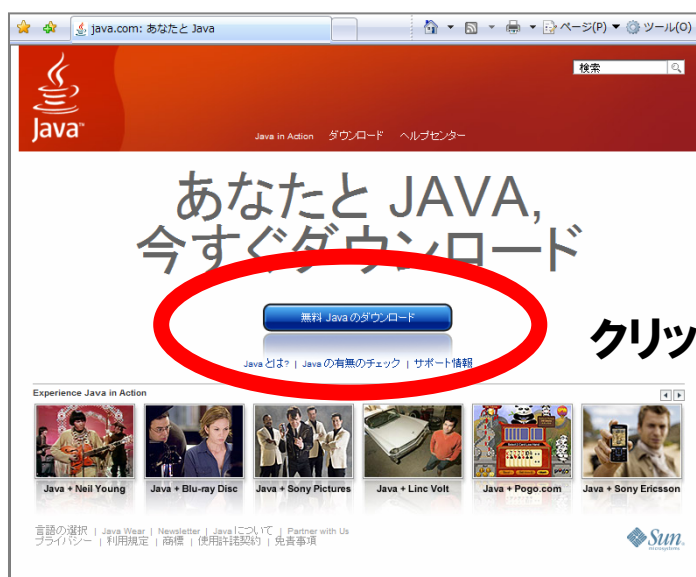 java.com: あなたと Java
ページ(P) ツール(O)
検索
Java™
Java in Action ダウンロード ヘルプセンター
あなたと JAVA,
今すぐダウンロード
無料 Java のダウンロード
クリッ
Java とは? | Java の有無のチェック | サポート情報
Experience Java in Action
Java + Neil Young
Java + Blu-ray Disc
Java + Sony Pictures
Java + Linc Volt
Java + Pogo.com
Java + Sony Ericsson
言語の選択 | Java Wear | Newsletter | Javaについて | Partner with Us
プライバシー | 利用規定 | 商標 | 使用許諾契約 | 免責事項
Sun
microsystems